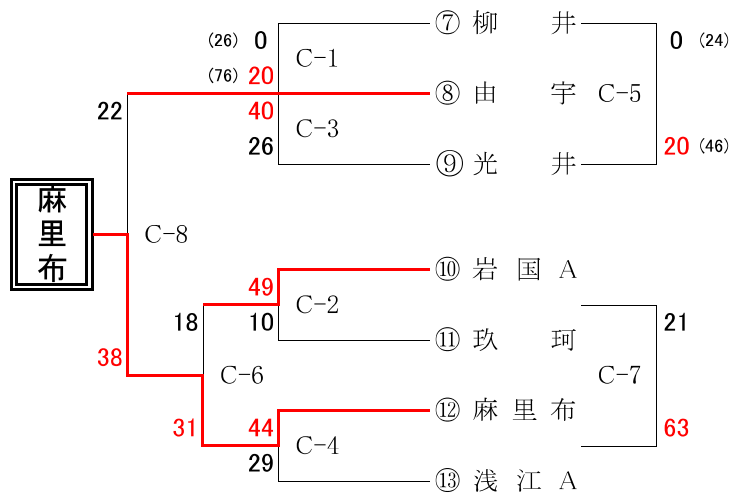 ⑦ 柳 井
(26) 0
0 (24)
C-1
(76) 20
⑧ 由 宇
C-5
22
40
C-3
26
20 (46)
⑨ 光 井
麻里布
C-8
⑩ 岩 国 A
49
C-2
18
10
21
⑪ 玖 珂
38
C-6
C-7
⑫ 麻 里 布
31
44
63
C-4
29
⑬ 浅 江 A